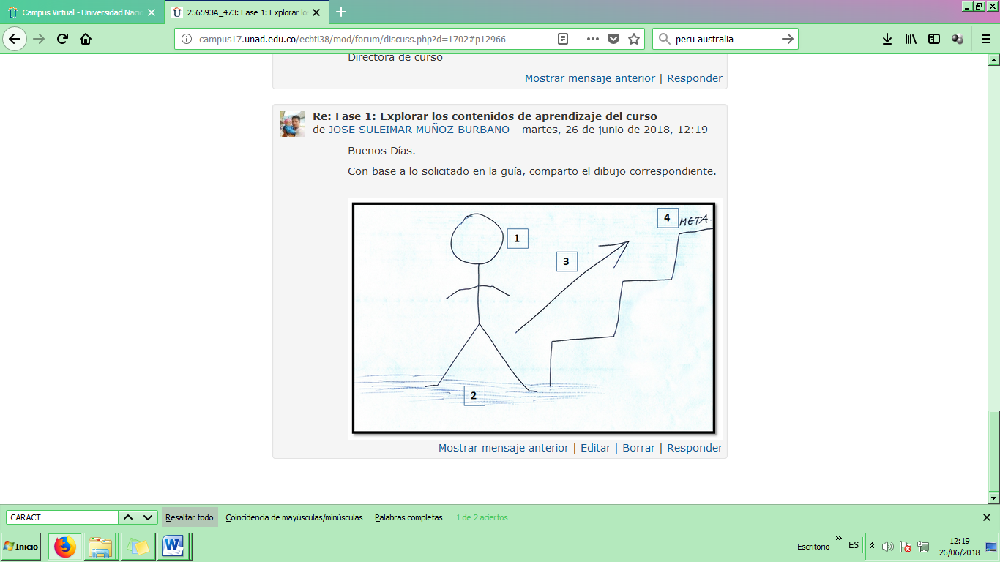 Campus Virtual - Universidad Naci
256593A_473: Fase 1: Explorar lo
campus17.unad.edu.co/ecbti38/mod/forum/discuss.php?d=1702#p12966
peru australia
Directora de curso
Mostrar mensaje anterior | Responder
Re: Fase 1: Explorar los contenidos de aprendizaje del curso
de JOSE SULEIMAR MUÑOZ BURBANO - martes, 26 de junio de 2018, 12:19
Buenos Días.
Con base a lo solicitado en la guía, comparto el dibujo correspondiente.
4 META.
1
3
2
Mostrar mensaje anterior | Editar | Borrar | Responder
CARACT
Resaltar todo
Coincidencia de mayúsculas/minúsculas
Palabras completas
1 de 2 aciertos
Inicio
W
Escritorio
ES
12:19
26/06/2018